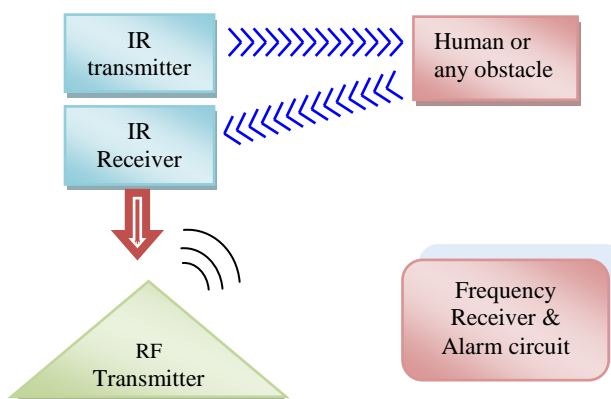 IR
transmitter
Human or
any obstacle
IR
Receiver
Frequency
Receiver &
Alarm circuit
RF
Transmitter